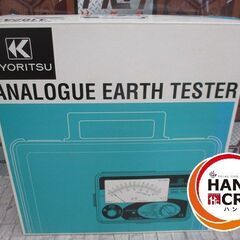 K
KYORITSU
ANALOGUE EARTH TESTER
HAN
CR
ハン